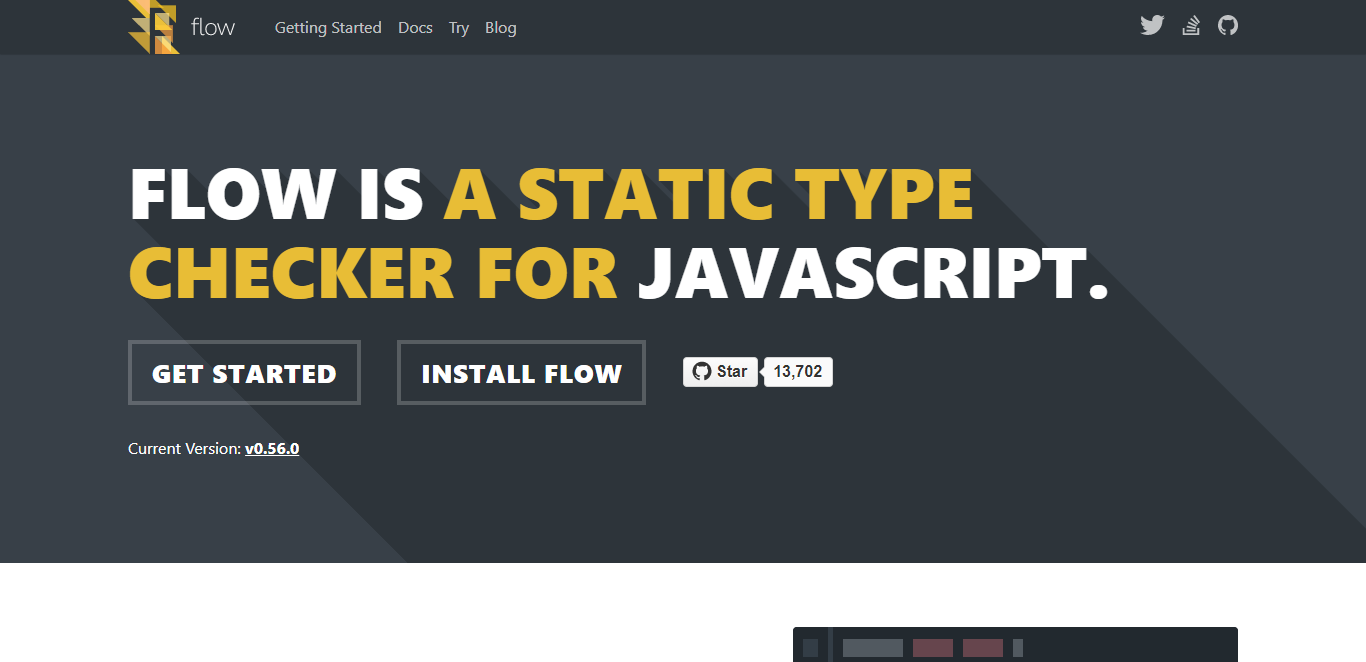 flow Getting Started Docs Try Blog
FLOW IS A STATIC TYPE
CHECKER FOR JAVASCRIPT.
GET STARTED INSTALL FLOW Star 13,702
Current Version: v0.56.0